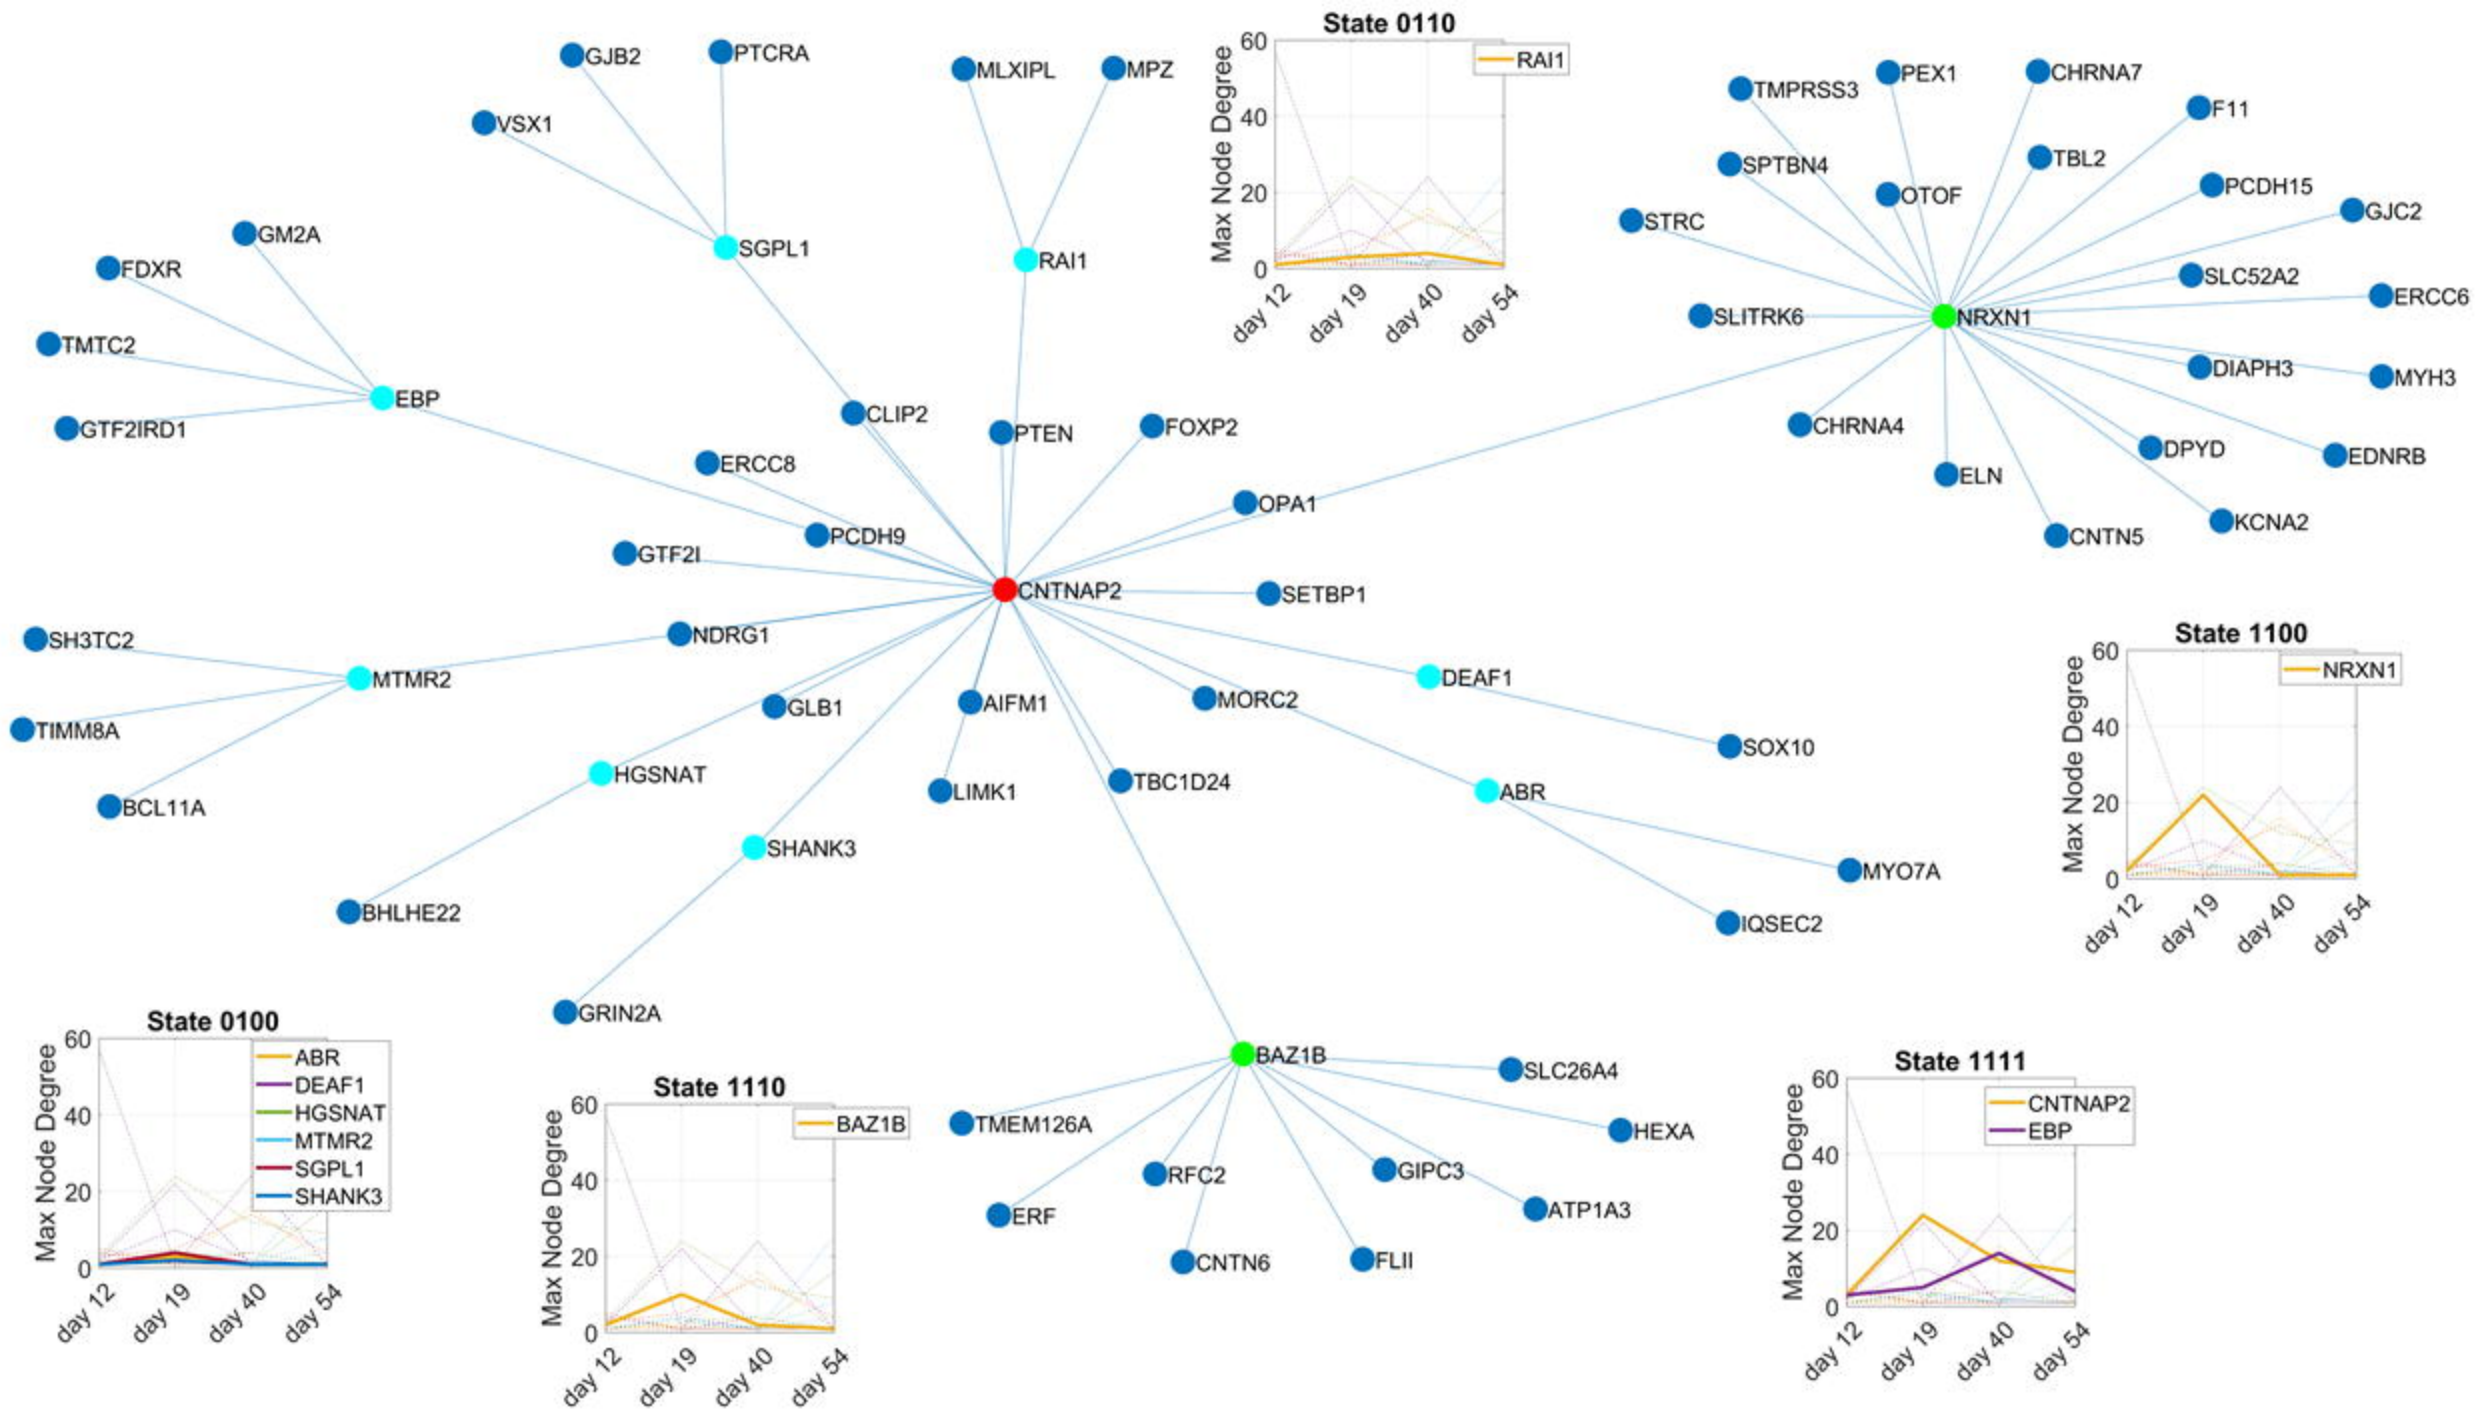 State 0110
60
40
20
0
Max Node Degree
RAI1
day 12
day 19
day 40
day 54
GJB2
PTCRA
MLXIPL
MPZ
VSX1
GM2A
SGPL1
RAI1
FDXR
TMTC2
EBP
GTF2IRD1
CLIP2
PTEN
FOXP2
ERCC8
OPA1
PCDH9
GTF2I
CNTNAP2
SETBP1
SH3TC2
NDRG1
MTMR2
TIMM8A
GLB1
AIFM1
MORC2
DEAF1
BCL11A
HGSNAT
LIMK1
TBC1D24
ABR
SOX10
SHANK3
BHLHE22
MYO7A
IQSEC2
GRIN2A
TMPRSS3
PEX1
CHRNA7
F11
SPTBN4
TBL2
OTOF
PCDH15
STRC
GJC2
SLC52A2
ERCC6
SLITRK6
NRXN1
DIAPH3
MYH3
CHRNA4
DPYD
EDNRB
ELN
CNTN5
KCNA2
State 1100
60
40
20
0
Max Node Degree
NRXN1
day 12
day 19
day 40
day 54
State 0100
60
40
20
0
Max Node Degree
ABR
DEAF1
HGSNAT
MTMR2
SGPL1
SHANK3
day 12
day 19
day 40
day 54
State 1110
60
40
20
0
Max Node Degree
BAZ1B
day 12
day 19
day 40
day 54
BAZ1B
SLC26A4
TMEM126A
HEXA
RFC2
GIPC3
ERF
ATP1A3
CNTN6
FLII
State 1111
60
40
20
0
Max Node Degree
CNTNAP2
EBP
day 12
day 19
day 40
day 54